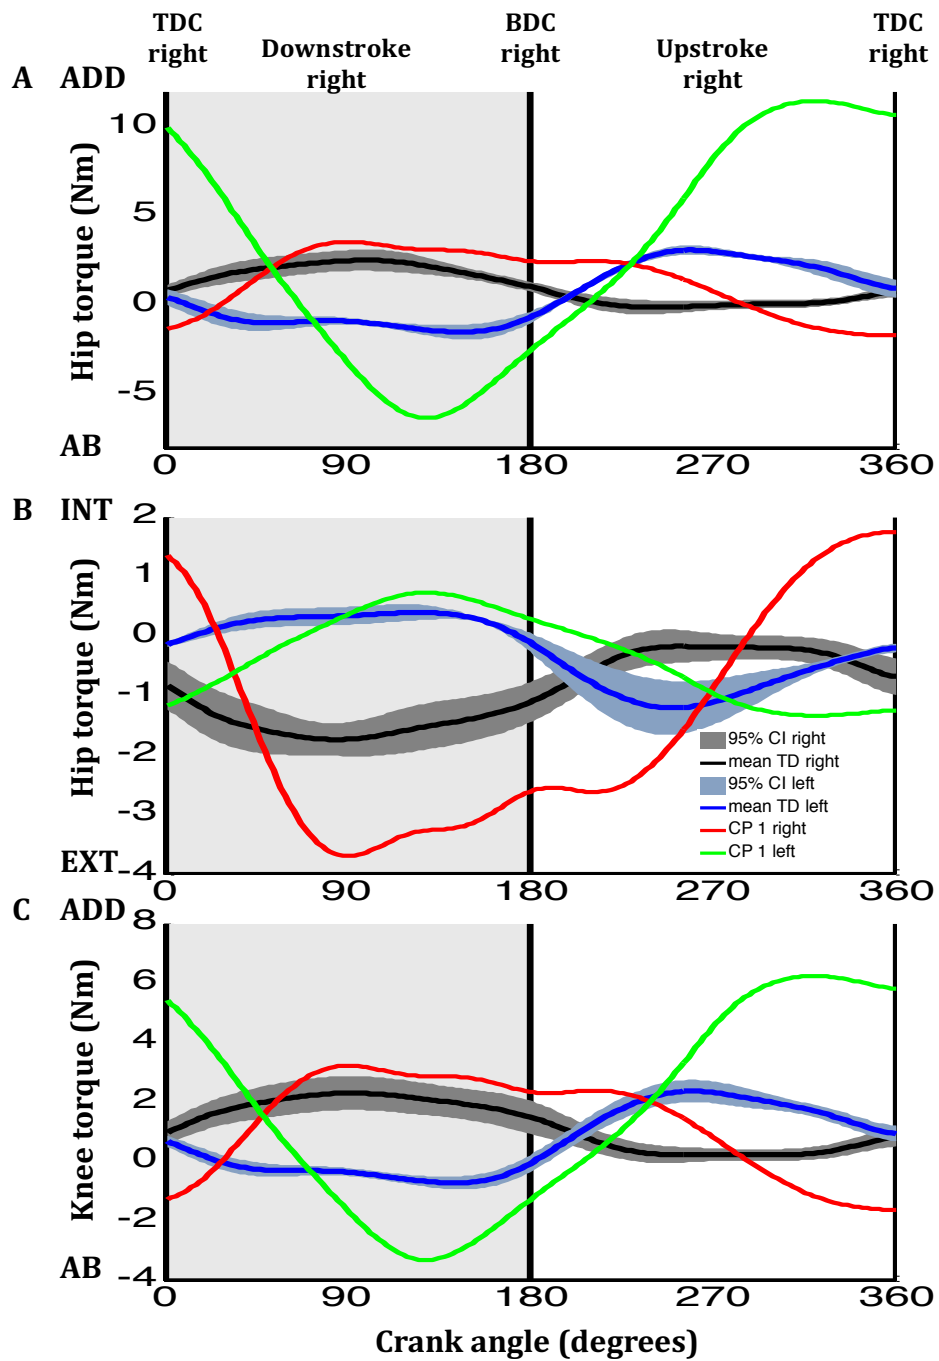 TDC right
Downstroke right
BDC right
Upstroke right
TDC right
A ADD
10
5
0
-5
AB
Hip torque (Nm)
0 90 180 270 360
B INT
2
1
0
-1
-2
-3
EXT -4
Hip torque (Nm)
95% CI right
mean TD right
95% CI left
mean TD left
CP 1 right
CP 1 left
0 90 180 270 360
C ADD
8
6
4
2
0
-2
AB
-4
Knee torque (Nm)
0 90 180 270 360
Crank angle (degrees)